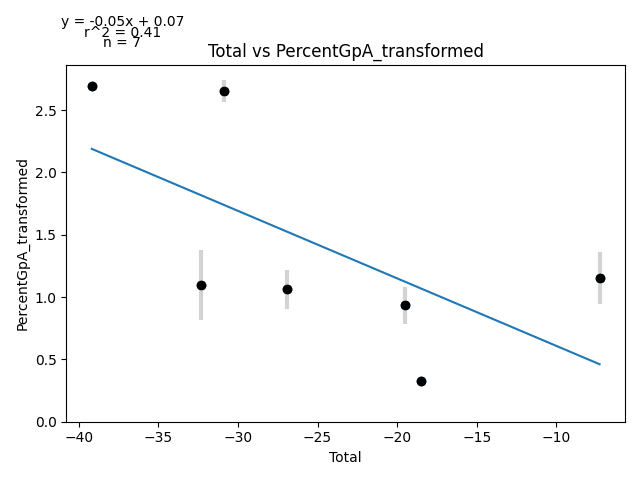 y = -0.05x + 0.07
r^2 = 0.41
n = 7
Total vs PercentGpA_transformed
PercentGpA_transformed
2.5
2.0
1.5
1.0
0.5
0.0
−40
−35
−30
−25
−20
−15
−10
Total